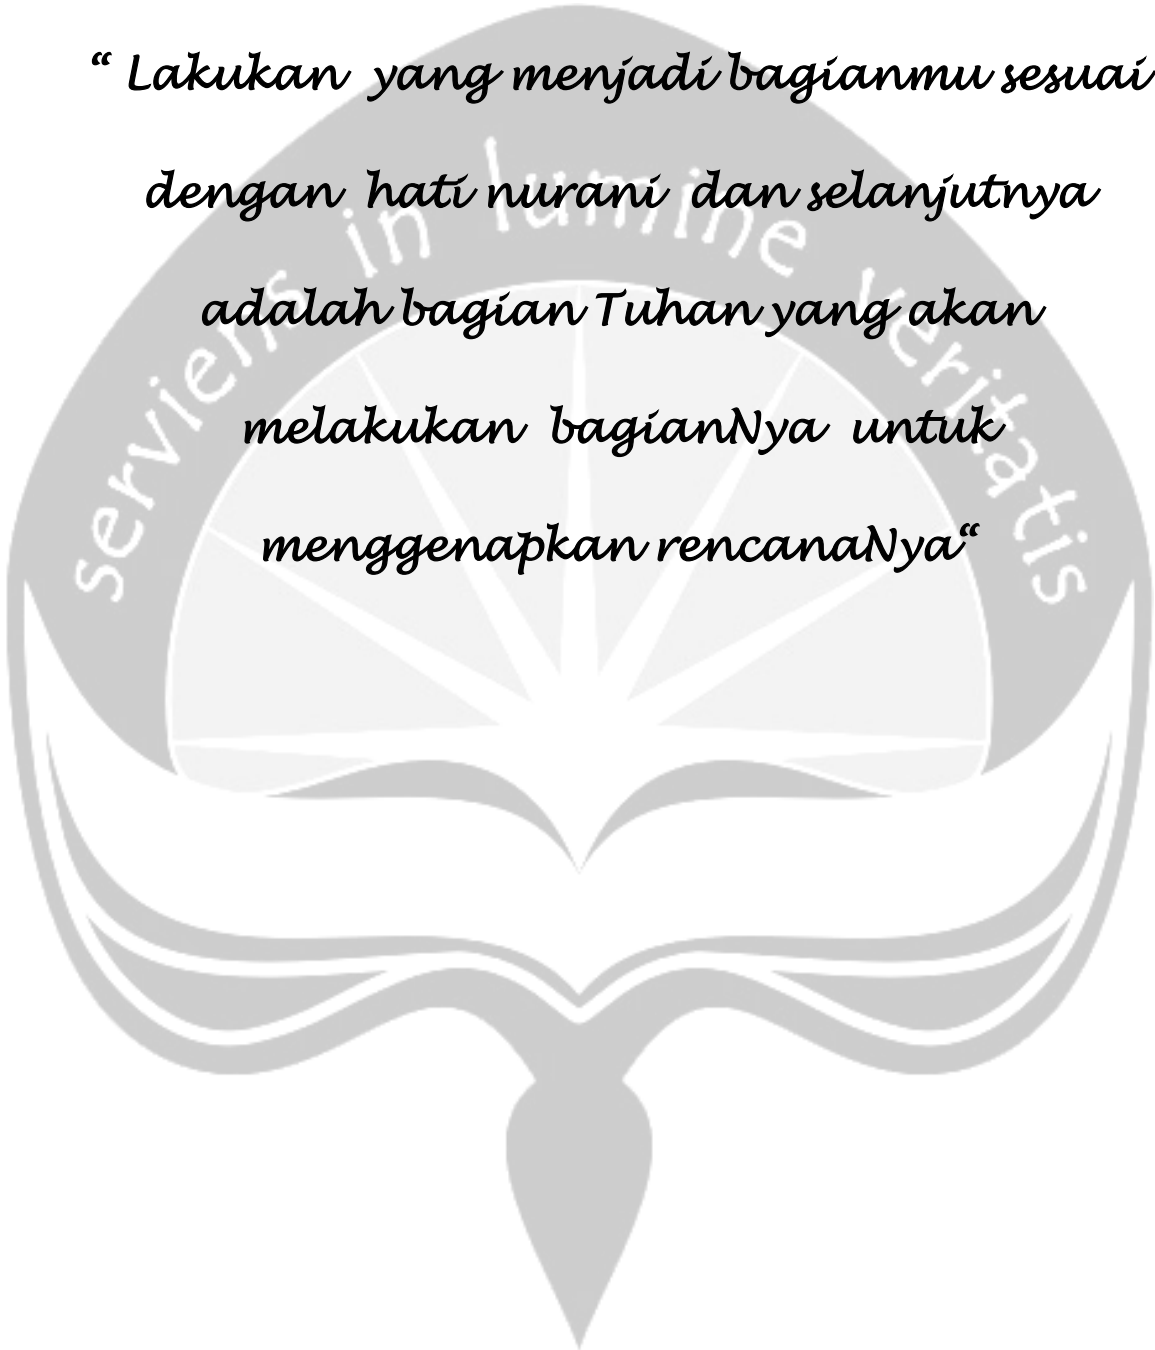 “ Lakukan yang menjadi bagianmu sesuai
dengan hati nurani dan selanjutnya
adalah bagian Tuhan yang akan
melakukan bagianNya untuk
menggenapkan rencanaNya“
serviens in lumine veritatis